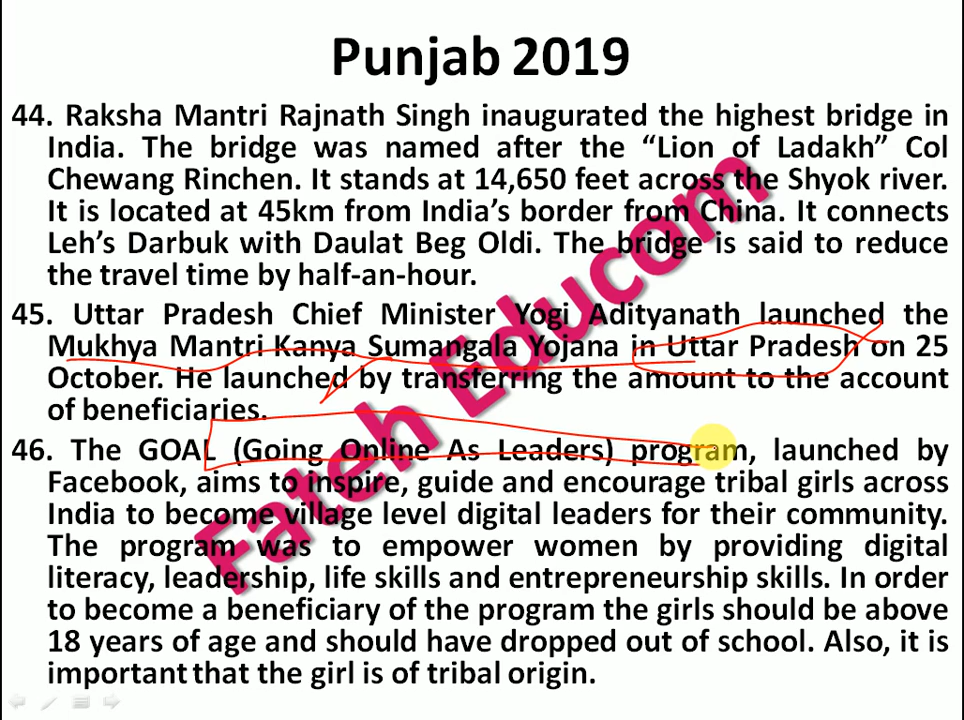 Punjab 2019
44. Raksha Mantri Rajnath Singh inaugurated the highest bridge in
India. The bridge was named after the “Lion of Ladakh” Col
Chewang Rinchen. It stands at 14,650 feet across the Shyok river.
It is located at 45km from India’s border from China. It connects
Leh’s Darbuk with Daulat Beg Oldi. The bridge is said to reduce
the travel time by half-an-hour.
45. Uttar Pradesh Chief Minister Yogi Adityanath launched the
Mukhya Mantri Kanya Sumangala Yojana in Uttar Pradesh on 25
October. He launched by transferring the amount to the account
of beneficiaries.
46. The GOAL (Going Online As Leaders) program, launched by
Facebook, aims to inspire, guide and encourage tribal girls across
India to become village level digital leaders for their community.
The program was to empower women by providing digital
literacy, leadership, life skills and entrepreneurship skills. In order
to become a beneficiary of the program the girls should be above
18 years of age and should have dropped out of school. Also, it is
important that the girl is of tribal origin.
Fateh Educom